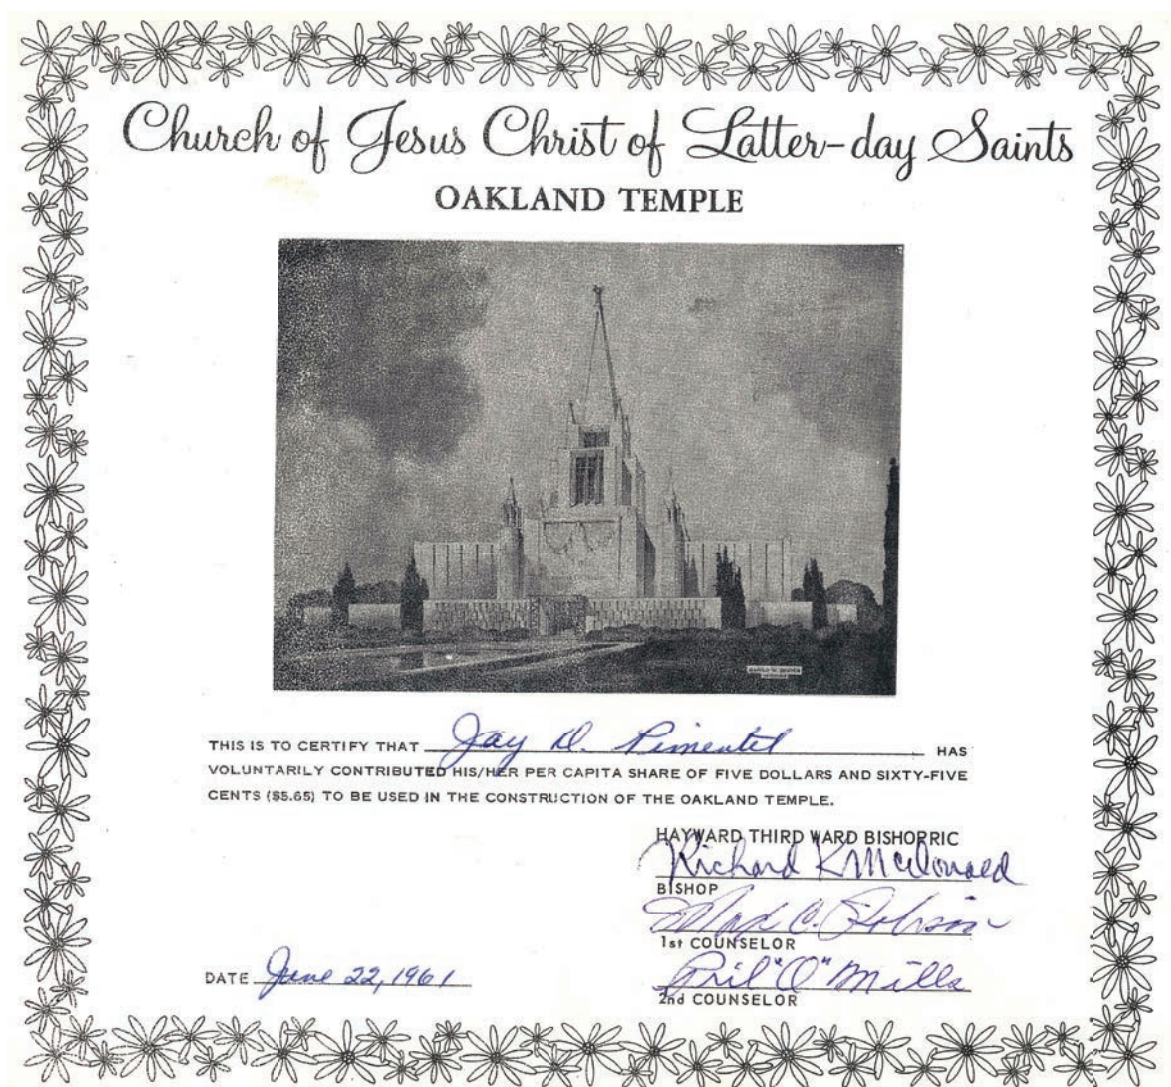 Church of Jesus Christ of Latter-day Saints
OAKLAND TEMPLE
THIS IS TO CERTIFY THAT Jay D. Pimentel HAS
VOLUNTARILY CONTRIBUTED HIS/HER PER CAPITA SHARE OF FIVE DOLLARS AND SIXTY-FIVE
CENTS ($5.65) TO BE USED IN THE CONSTRUCTION OF THE OAKLAND TEMPLE.
HAYWARD THIRD WARD BISHOPRIC
Richard K McDonald
BISHOP
Max C. Robison
1st COUNSELOR
DATE June 22, 1961
"O" Mills
2nd COUNSELOR